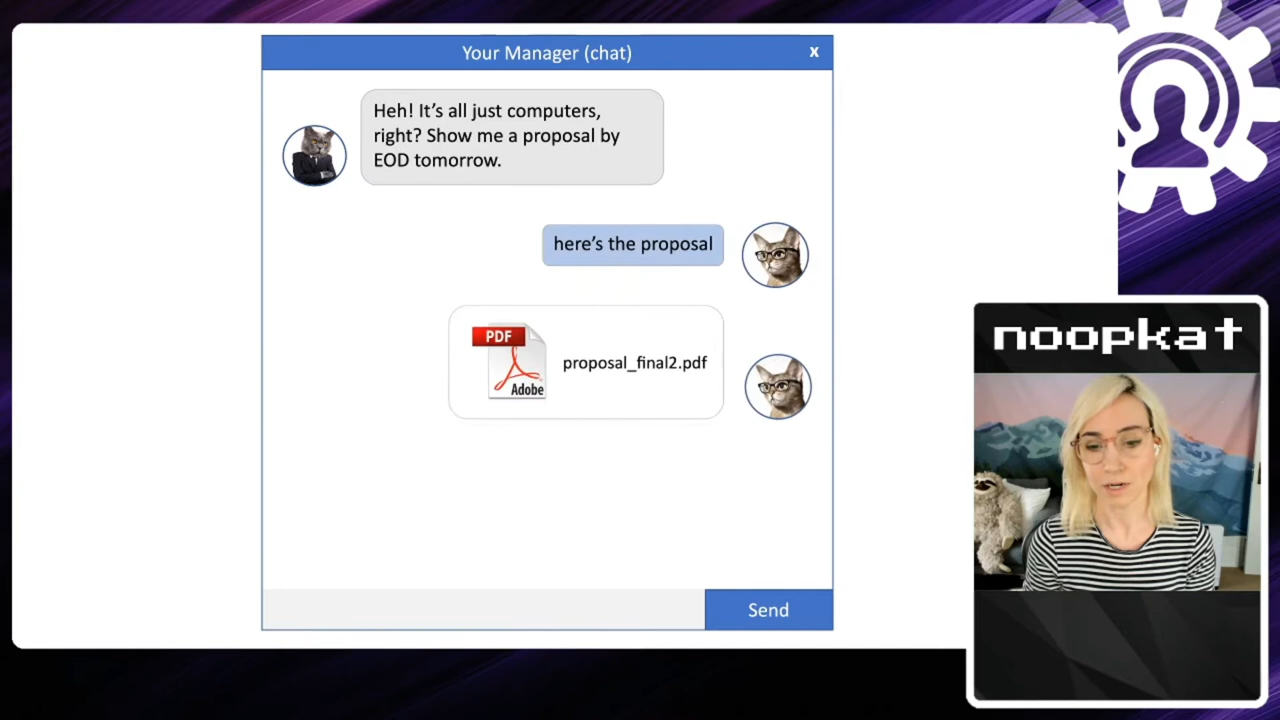 Your Manager (chat)
x
Heh! It’s all just computers,
right? Show me a proposal by
EOD tomorrow.
here’s the proposal
PDF
Adobe
proposal_final2.pdf
Send
noopkat